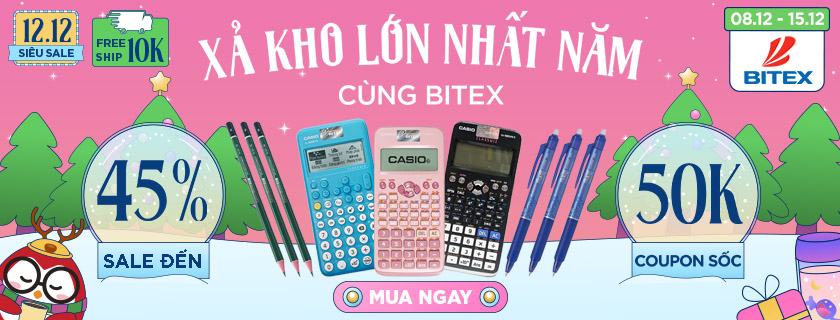 12.12
SIÊU SALE
FREE
SHIP 10K
XẢ KHO LỚN NHẤT NĂM
CÙNG BITEX
08.12 - 15.12
BITEX
45%
SALE ĐẾN
CASIO
CASIO
CASIO
CLASSWIZ
50K
COUPON SỐC
MUA NGAY